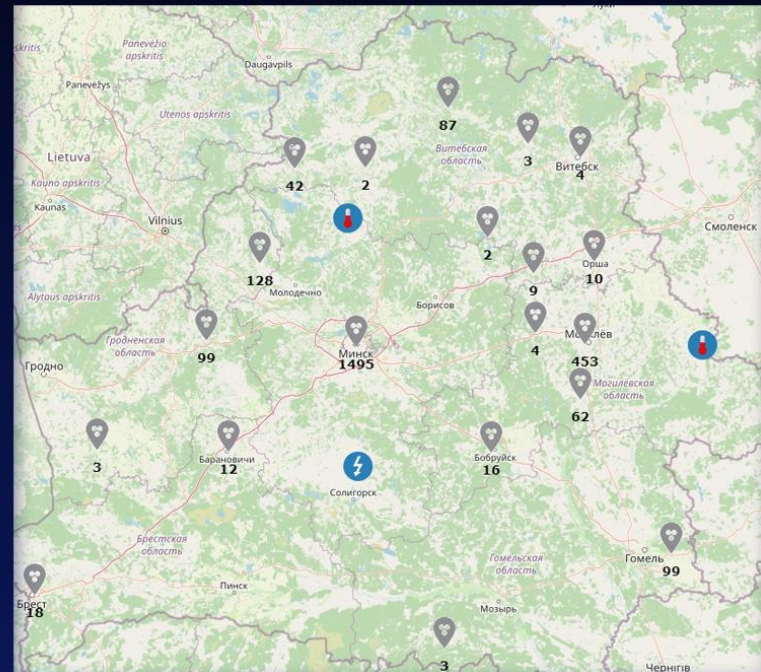 Panevėžio
apskritis
Daugavpils
Panevėžys
87
Utenos apskritis
3
Витебская
область
Витебск
4
Lietuva
42
2
Kauno apskritis
Kaunas
Vilnius
Смоленск
2
Орша
10
128
9
Alytaus apskritis
Молодечно
Борисов
Гродненская
область
Минск
1495
4
453
99
Гродно
Могилёвская
область
62
3
Барановичи
12
Бобруйск
16
Солигорск
Брестская
область
Гомельская
область
Гомель
99
Пинск
Брест
18
Мозырь
3
Чернігів